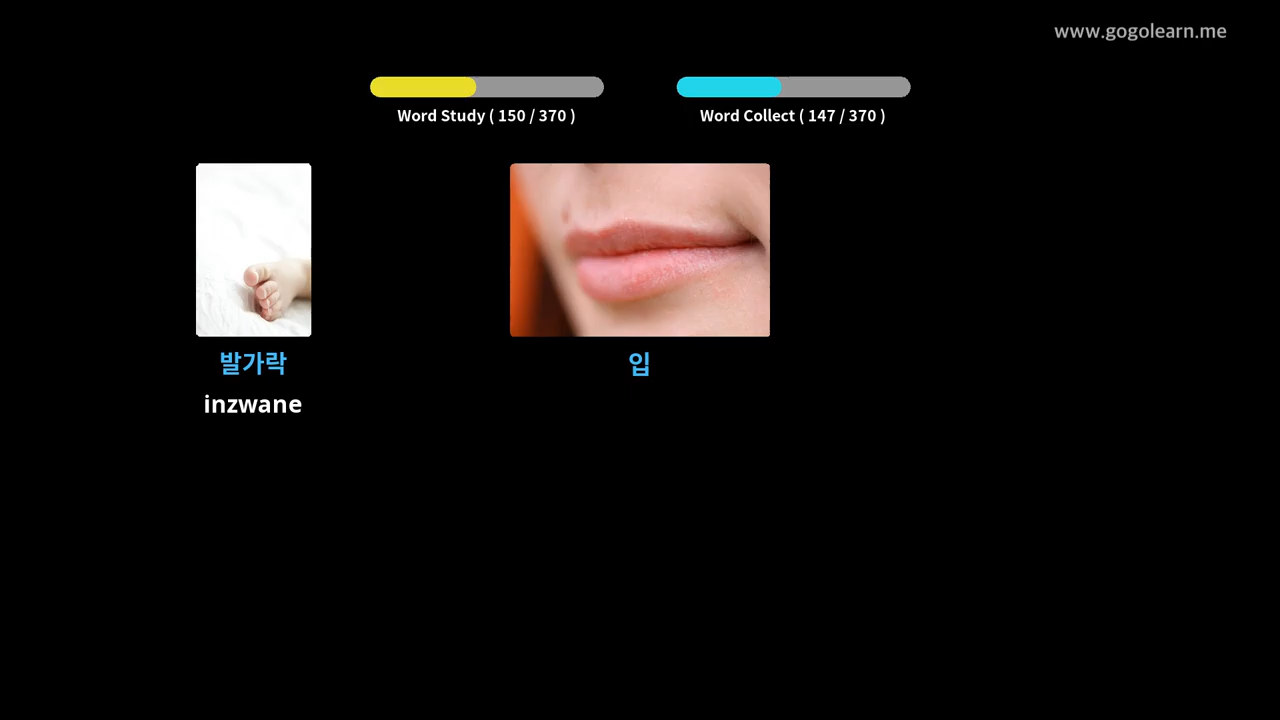 www.gogolearn.me
Word Study ( 150 / 370 )
Word Collect ( 147 / 370 )
발가락
입
inzwane